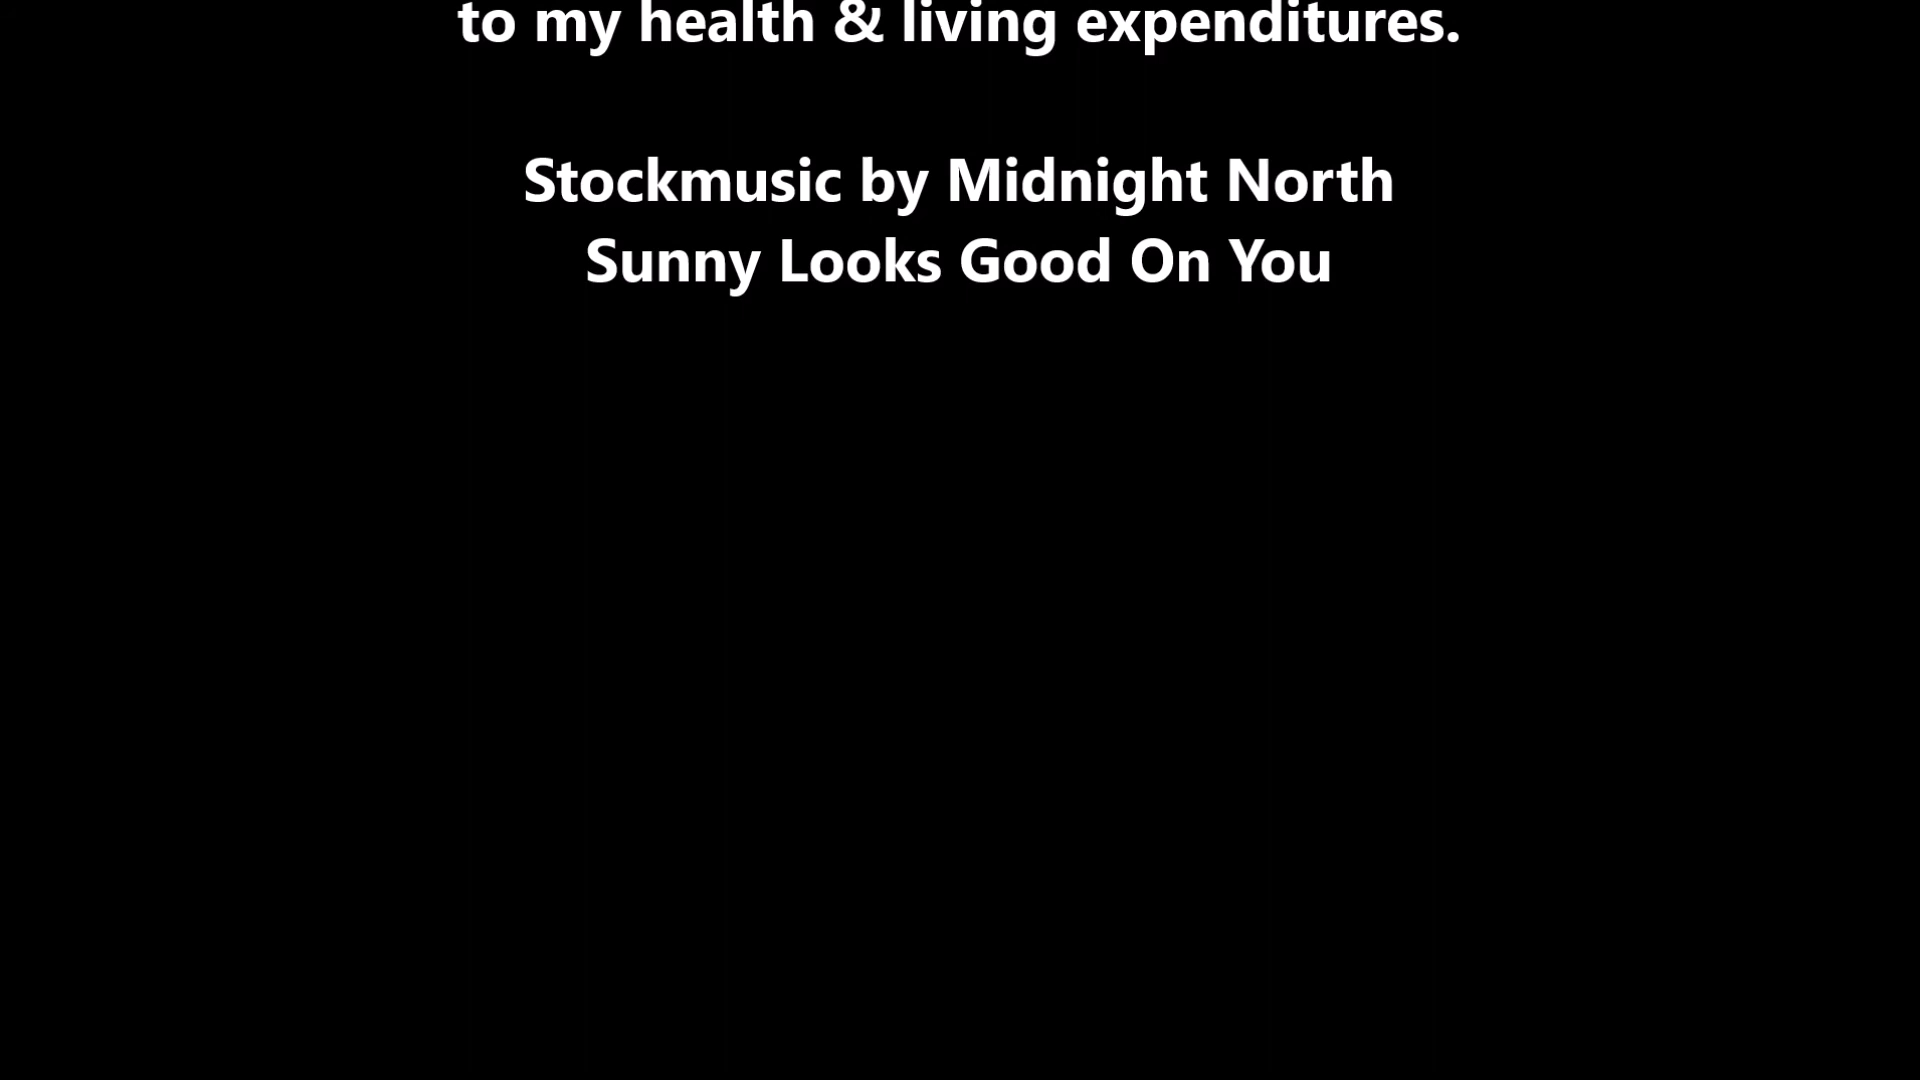 to my health & living expenditures.
Stockmusic by Midnight North
Sunny Looks Good On You